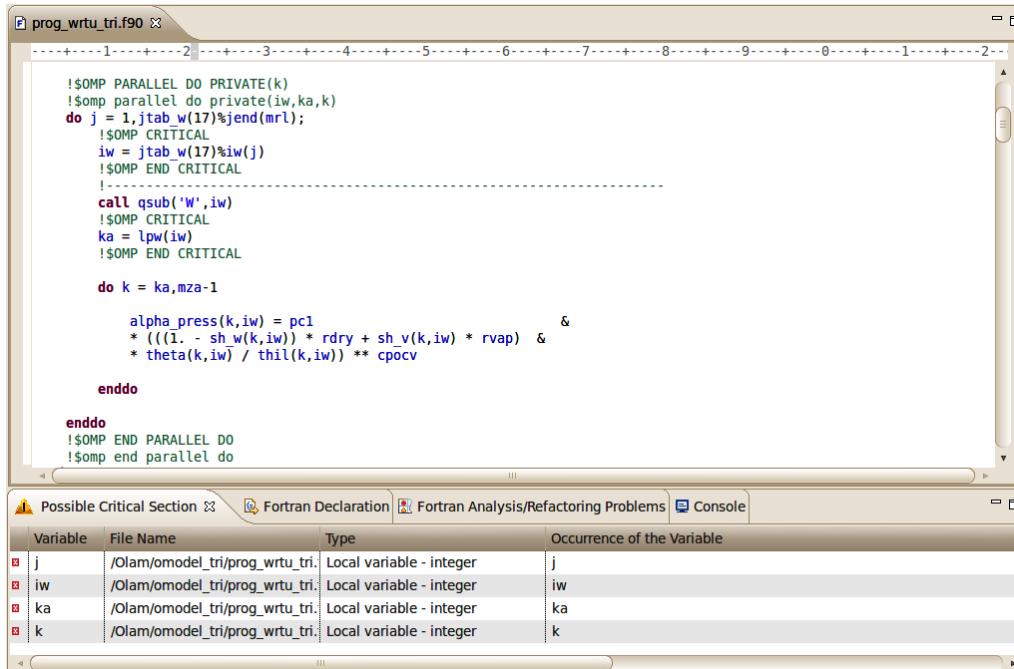 prog_wrtu_tri.f90
----+----1----+----2----+----3----+----4----+----5----+----6----+----7----+----8----+----9----+----0----+----1----+----2--
!$OMP PARALLEL DO PRIVATE(k)
!$omp parallel do private(iw,ka,k)
do j = 1,jtab_w(17)%jend(mrl);
!$OMP CRITICAL
iw = jtab_w(17)%iw(j)
!$OMP END CRITICAL
!----------------------------------------------------------------------
call qsub('W',iw)
!$OMP CRITICAL
ka = lpw(iw)
!$OMP END CRITICAL
do k = ka,mza-1
alpha_press(k,iw) = pc1 &
* (((1. - sh_w(k,iw)) * rdry + sh_v(k,iw) * rvap) &
* theta(k,iw) / thil(k,iw)) ** cpocv
enddo
enddo
!$OMP END PARALLEL DO
!$omp end parallel do
Possible Critical Section Fortran Declaration Fortran Analysis/Refactoring Problems Console
Variable File Name Type Occurrence of the Variable
j /Olam/omodel_tri/prog_wrtu_tri. Local variable - integer j
iw /Olam/omodel_tri/prog_wrtu_tri. Local variable - integer iw
ka /Olam/omodel_tri/prog_wrtu_tri. Local variable - integer ka
k /Olam/omodel_tri/prog_wrtu_tri. Local variable - integer k